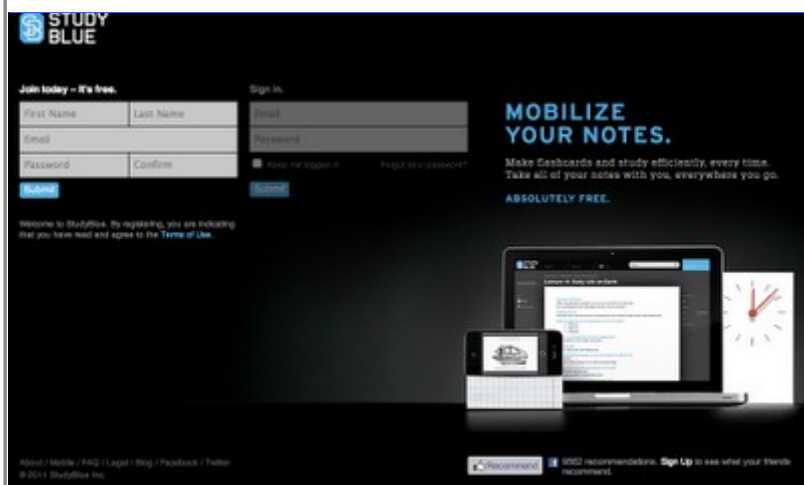 STUDY
BLUE
Join today – it's free.
First Name
Last Name
Email
Password
Confirm
Submit
Welcome to StudyBlue. By registering, you are indicating
that you have read and agree to the Terms of Use.
Sign in.
Email
Password
Keep me logged in
Forgot your password?
Submit
MOBILIZE
YOUR NOTES.
Make flashcards and study efficiently, every time.
Take all of your notes with you, everywhere you go.
ABSOLUTELY FREE.
STUDY
BLUE
About / Mobile / FAQ / Legal / Blog / Facebook / Twitter
© 2011 StudyBlue Inc.
Recommend
recommendations. Sign Up to see what your friends
recommend.